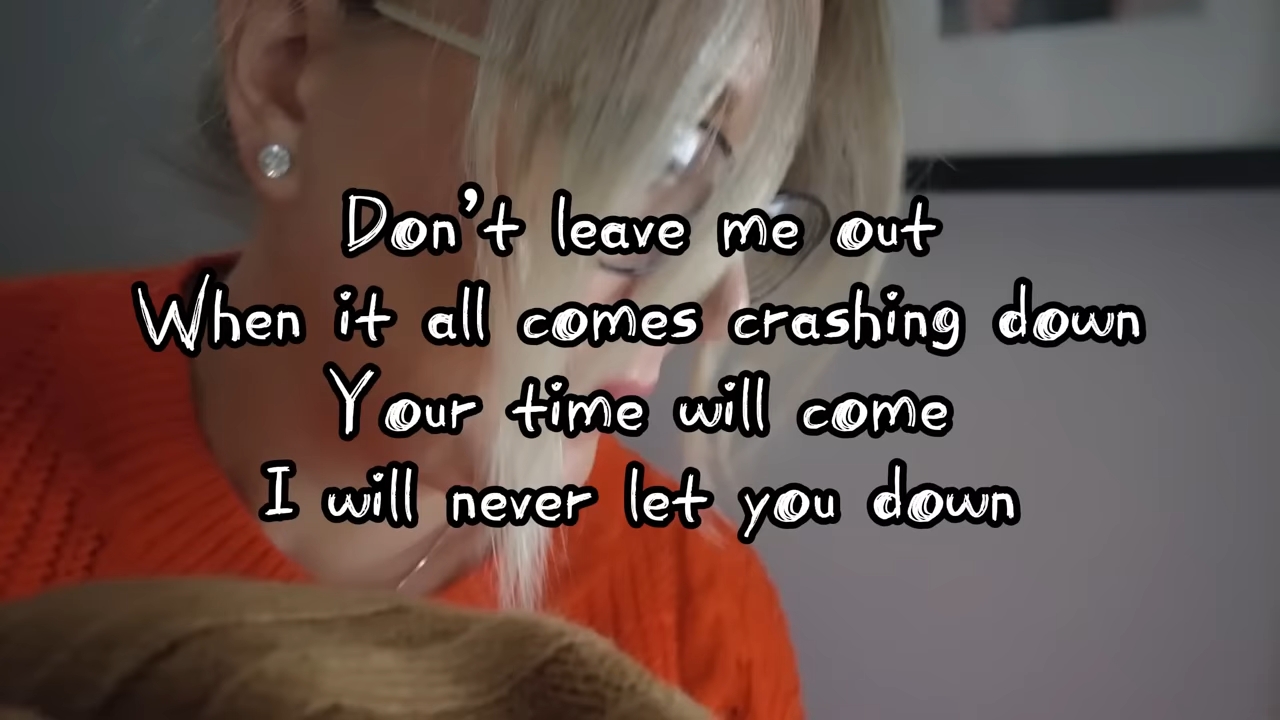 Don't leave me out
When it all comes crashing down
Your time will come
I will never let you down